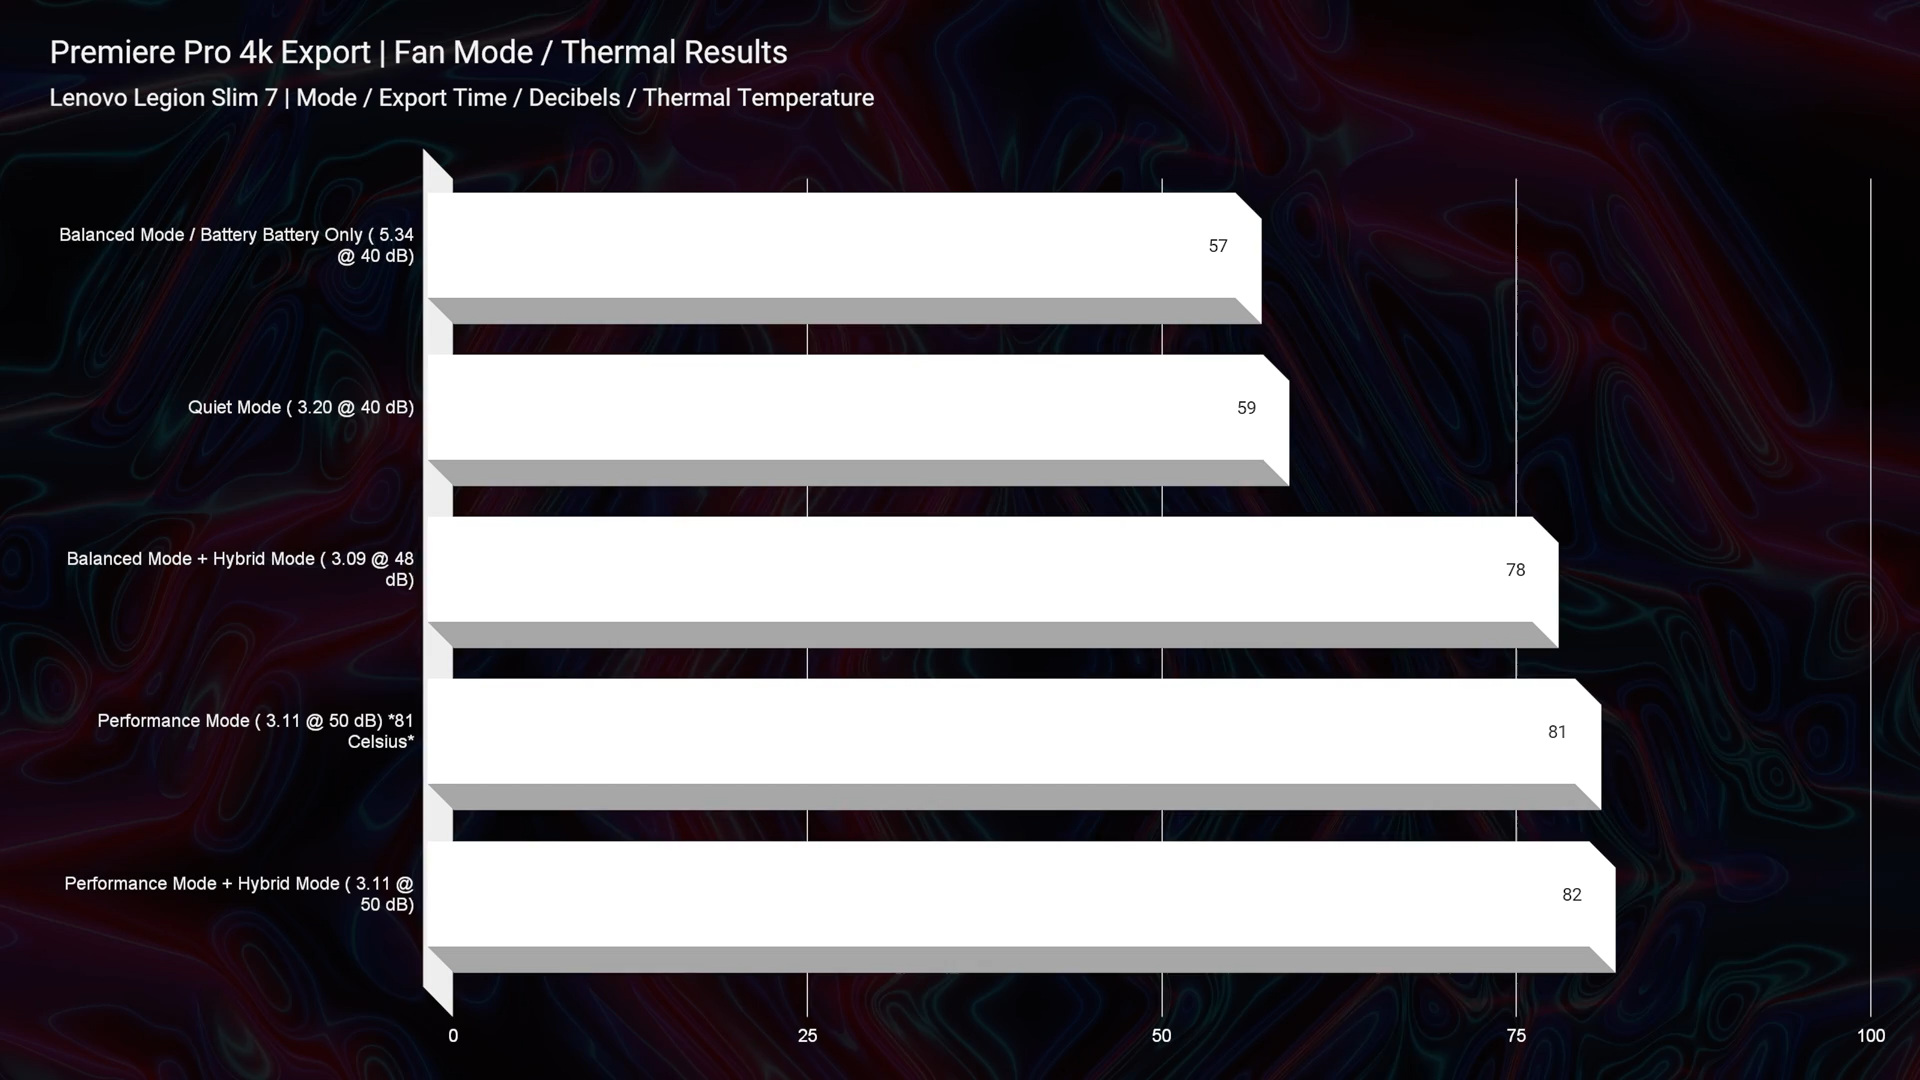 Premiere Pro 4k Export | Fan Mode / Thermal Results
Lenovo Legion Slim 7 | Mode / Export Time / Decibels / Thermal Temperature
Balanced Mode / Battery Battery Only ( 5.34
@ 40 dB)
57
Quiet Mode ( 3.20 @ 40 dB)
59
Balanced Mode + Hybrid Mode ( 3.09 @ 48
dB)
78
Performance Mode ( 3.11 @ 50 dB) *81
Celsius*
81
Performance Mode + Hybrid Mode ( 3.11 @
50 dB)
82
0 25 50 75 100